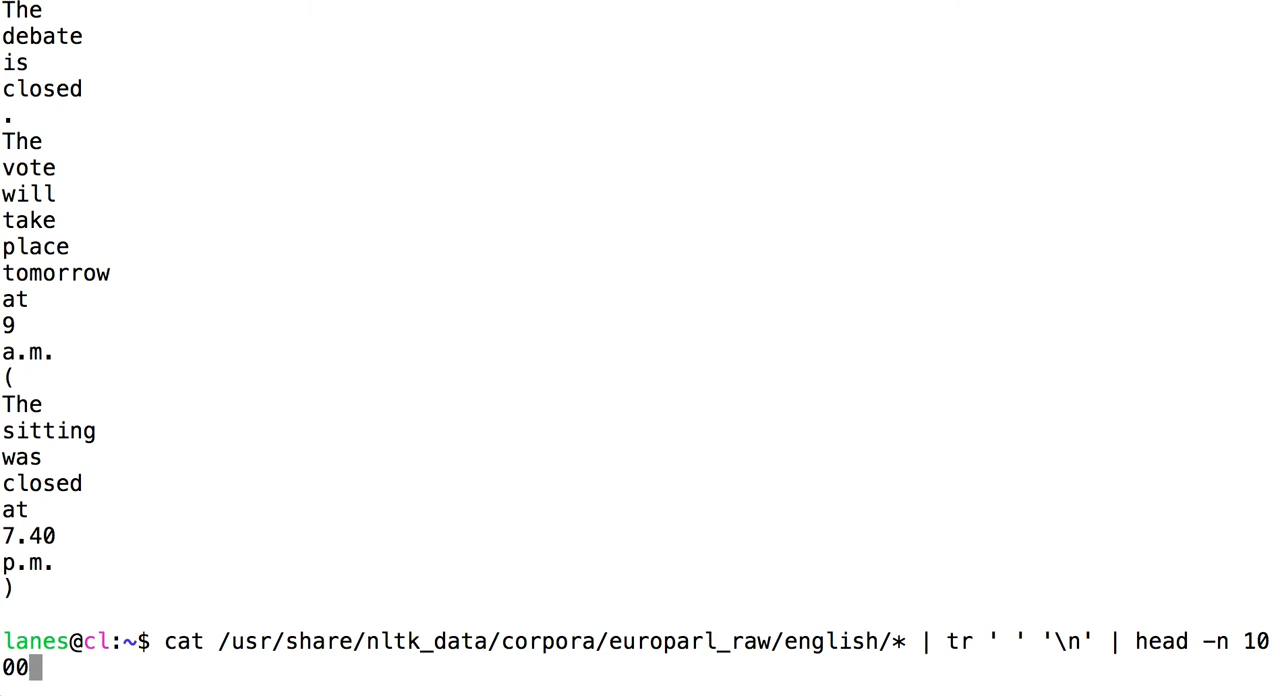 The
debate
is
closed
.
The
vote
will
take
place
tomorrow
at
9
a.m.
(
The
sitting
was
closed
at
7.40
p.m.
)
lanes@cl:~$ cat /usr/share/nltk_data/corpora/europarl_raw/english/* | tr ' ' '\n' | head -n 10
00